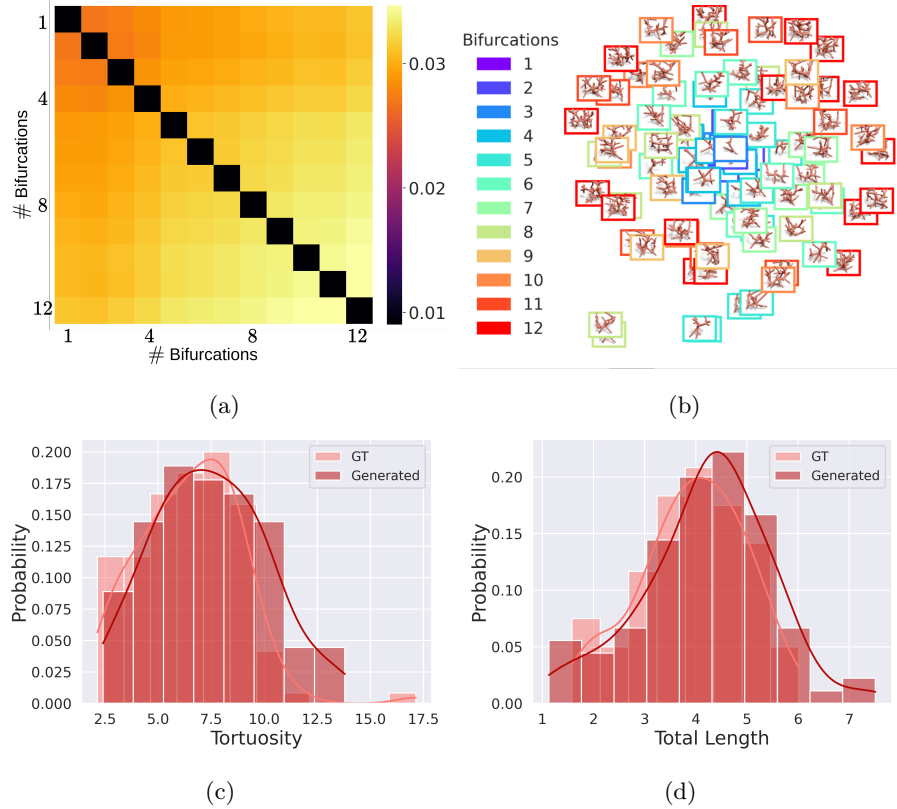 1
4
8
12
# Bifurcations
1
4
8
12
# Bifurcations
0.03
0.02
0.01
(a)
Bifurcations
1
2
3
4
5
6
7
8
9
10
11
12
(b)
GT
Generated
0.200
0.175
0.150
0.125
0.100
0.075
0.050
0.025
0.000
Probability
2.5 5.0 7.5 10.0 12.5 15.0 17.5
Tortuosity
(c)
GT
Generated
0.20
0.15
0.10
0.05
0.00
Probability
1 2 3 4 5 6 7
Total Length
(d)